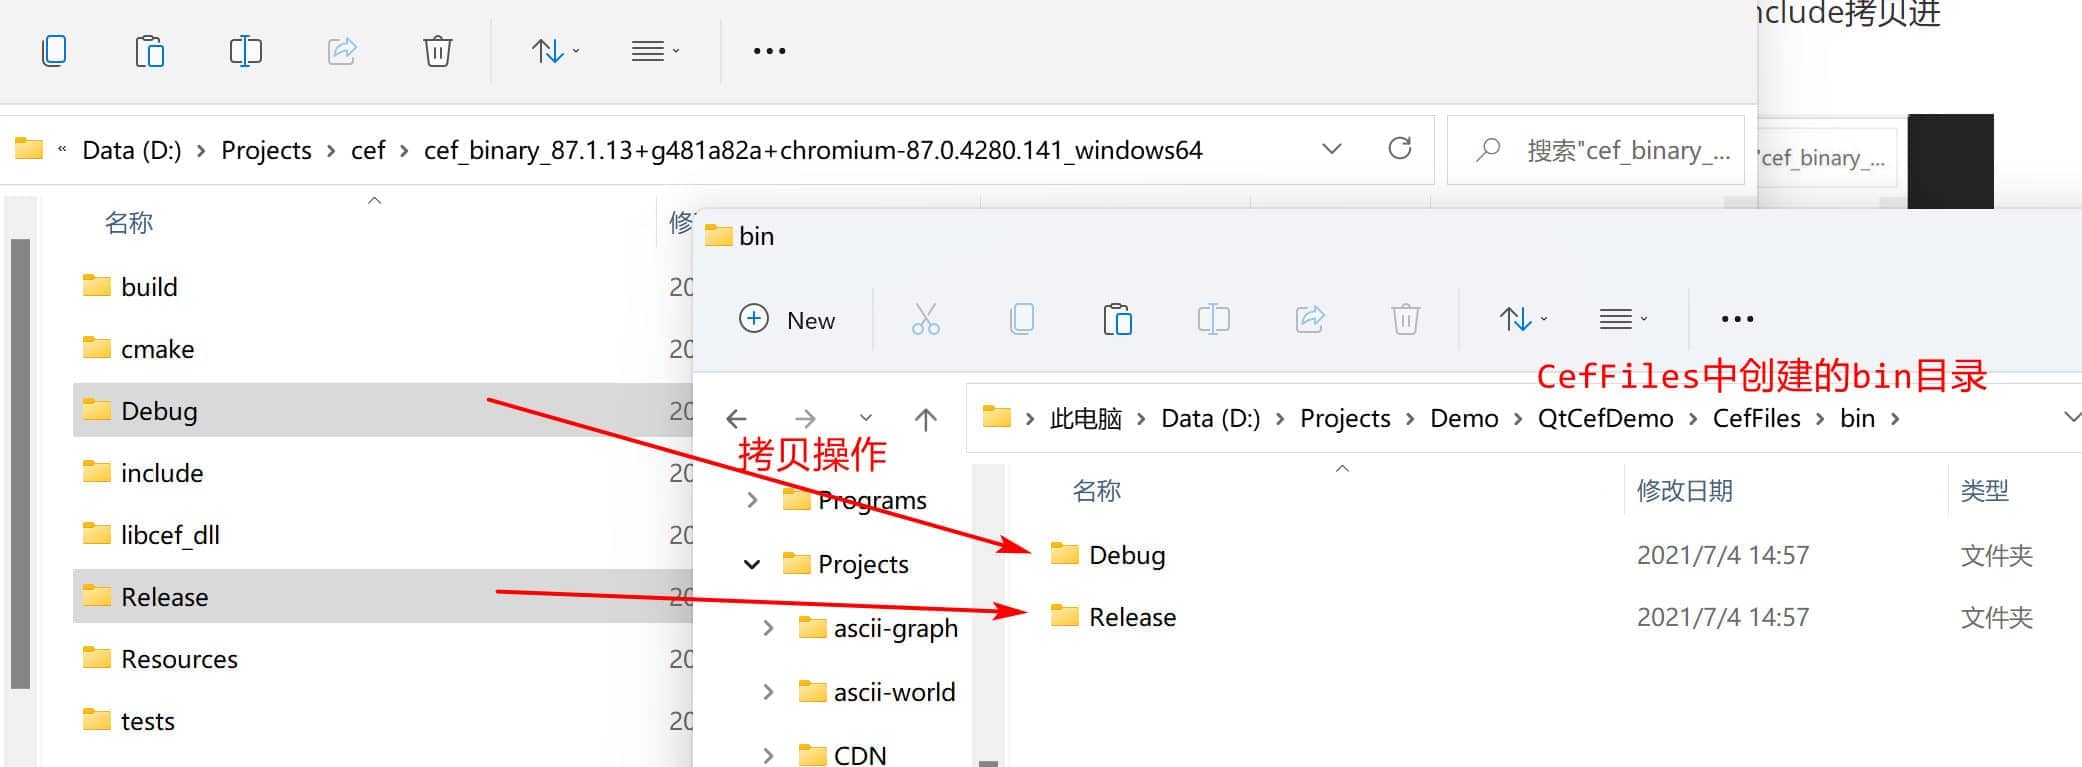 include拷贝进
« Data (D:) › Projects › cef › cef_binary_87.1.13+g481a82a+chromium-87.0.4280.141_windows64
搜索"cef_binary_...
"cef_binary_...
名称
修
build
20
cmake
20
Debug
20
include
20
libcef_dll
20
Release
20
Resources
20
tests
20
bin
New
CefFiles中创建的bin目录
› 此电脑 › Data (D:) › Projects › Demo › QtCefDemo › CefFiles › bin ›
拷贝操作
Programs
Projects
ascii-graph
ascii-world
CDN
名称
修改日期
类型
Debug
2021/7/4 14:57
文件夹
Release
2021/7/4 14:57
文件夹